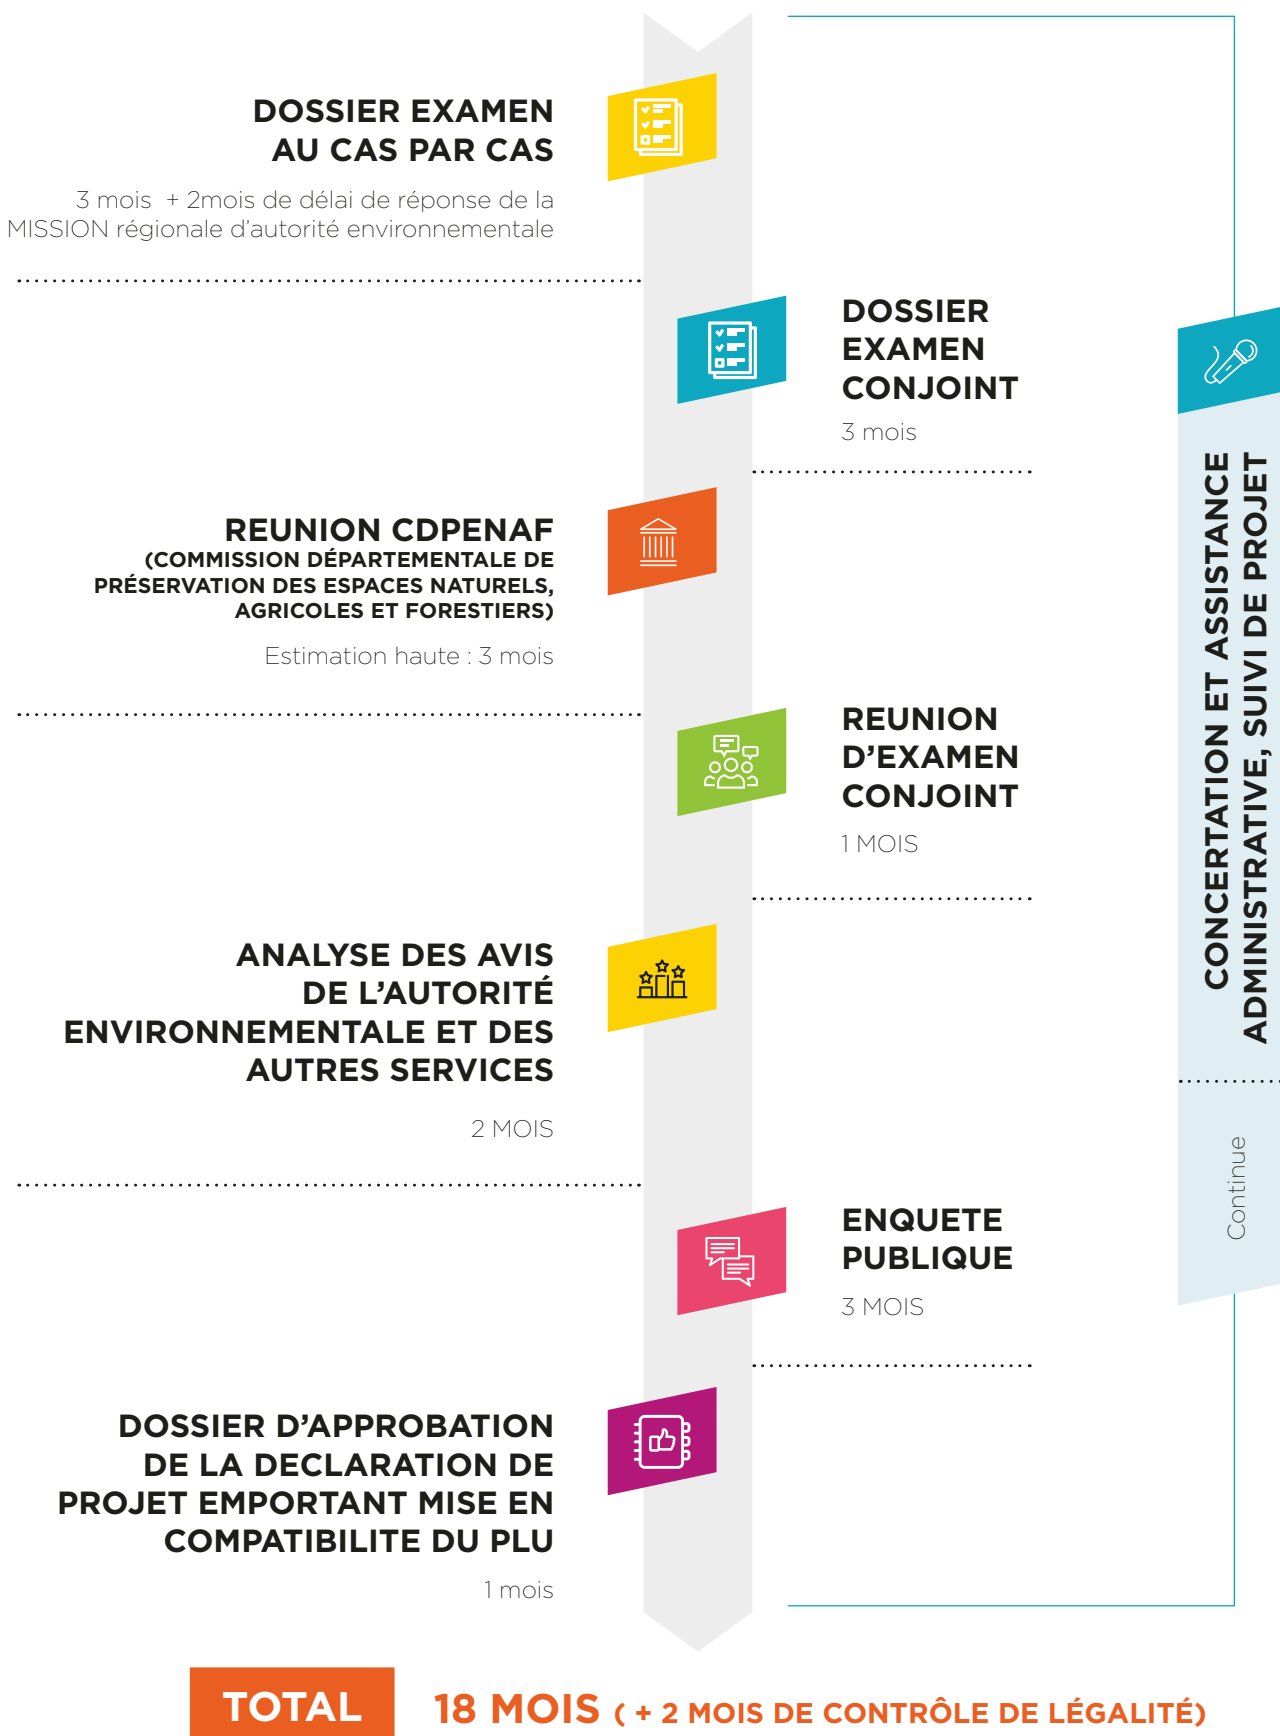 DOSSIER EXAMEN
AU CAS PAR CAS
3 mois + 2mois de délai de réponse de la
MISSION régionale d'autorité environnementale
DOSSIER
EXAMEN
CONJOINT
3 mois
REUNION CDPENAF
(COMMISSION DÉPARTEMENTALE DE
PRÉSERVATION DES ESPACES NATURELS,
AGRICOLES ET FORESTIERS)
Estimation haute : 3 mois
REUNION
D'EXAMEN
CONJOINT
1 MOIS
ANALYSE DES AVIS
DE L'AUTORITÉ
ENVIRONNEMENTALE ET DES
AUTRES SERVICES
2 MOIS
ENQUETE
PUBLIQUE
3 MOIS
DOSSIER D'APPROBATION
DE LA DECLARATION DE
PROJET EMPORTANT MISE EN
COMPATIBILITE DU PLU
1 mois
CONCERTATION ET ASSISTANCE
ADMINISTRATIVE, SUIVI DE PROJET
Continue
TOTAL
18 MOIS ( + 2 MOIS DE CONTRÔLE DE LÉGALITÉ)